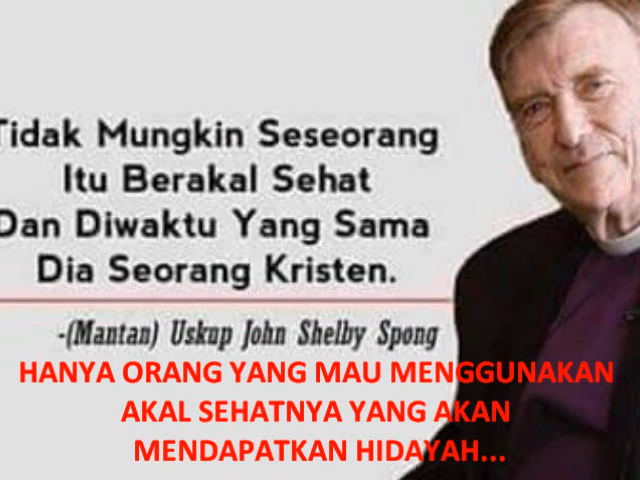 Tidak Mungkin Seseorang
Itu Berakal Sehat
Dan Diwaktu Yang Sama
Dia Seorang Kristen.
-(Mantan) Uskup John Shelby Spong
HANYA ORANG YANG MAU MENGGUNAKAN
AKAL SEHATNYA YANG AKAN
MENDAPATKAN HIDAYAH...